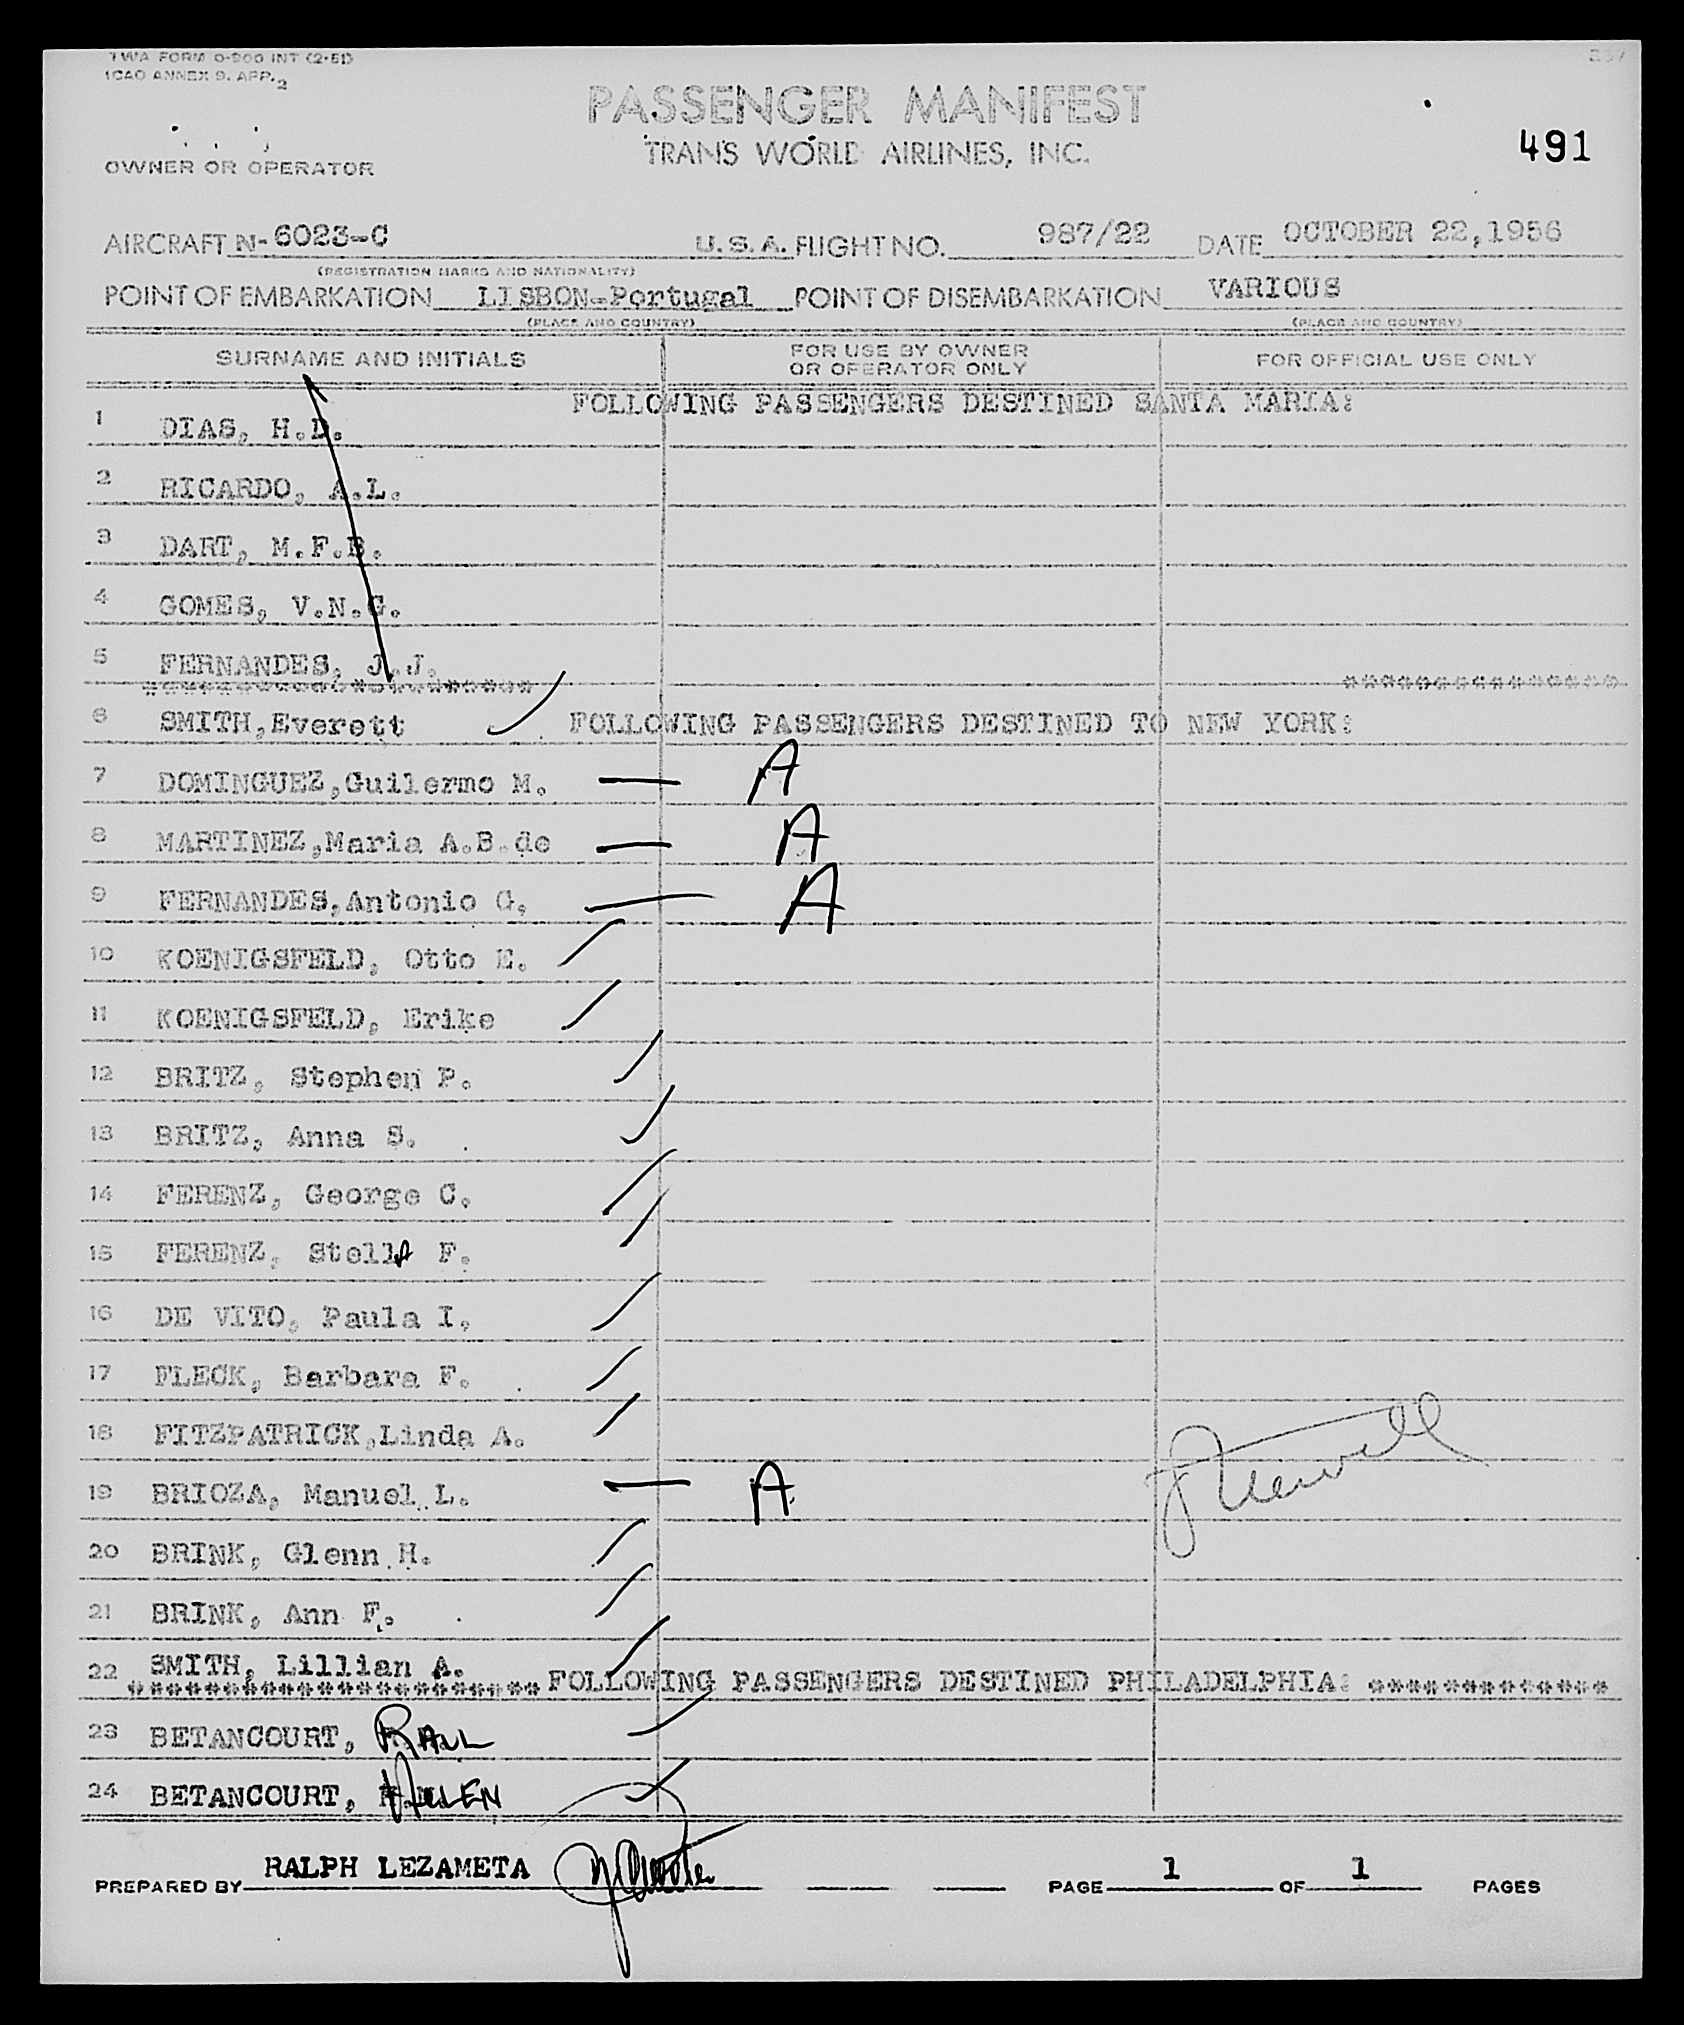 TWA FORM O-900 INT (2-51)
ICAO ANNEX 9. APP. 2
PASSENGER MANIFEST
TRANS WORLD AIRLINES, INC.
491
OWNER OR OPERATOR
AIRCRAFT N-6023-C U.S.A. FLIGHT NO. 987/22 DATE OCTOBER 22,1956
(REGISTRATION MARKS AND NATIONALITY)
POINT OF EMBARKATION LISBON-Portugal POINT OF DISEMBARKATION VARIOUS
(PLACE AND COUNTRY) (PLACE AND COUNTRY)
SURNAME AND INITIALS FOR USE BY OWNER OR OPERATOR ONLY FOR OFFICIAL USE ONLY
FOLLOWING PASSENGERS DESTINED SANTA MARIA:
1 DIAS, H.D.
2 RICARDO, A.L.
3 DART, M.F.B.
4 GOMES, V.N.G.
5 FERNANDES, J.J.
6 SMITH,Everett FOLLOWING PASSENGERS DESTINED TO NEW YORK:
7 DOMINGUEZ,Guilermo M. — A
8 MARTINEZ,Maria A.B.de — A
9 FERNANDES,Antonio G. — A
10 KOENIGSFELD, Otto E.
11 KOENIGSFELD, Erike
12 BRITZ, Stephen P.
13 BRITZ, Anna S.
14 FERENZ, George C.
15 FERENZ, Stella F.
16 DE VITO, Paula I.
17 FLECK, Barbara F.
18 FITZPATRICK,Linda A.
19 BRIOZA, Manuel L. — A
20 BRINK, Glenn H.
21 BRINK, Ann F.
22 SMITH, Lillian A.
*********************** FOLLOWING PASSENGERS DESTINED PHILADELPHIA: *************
23 BETANCOURT, RAUL
24 BETANCOURT, HELEN
PREPARED BY RALPH LEZAMETA PAGE 1 OF 1 PAGES